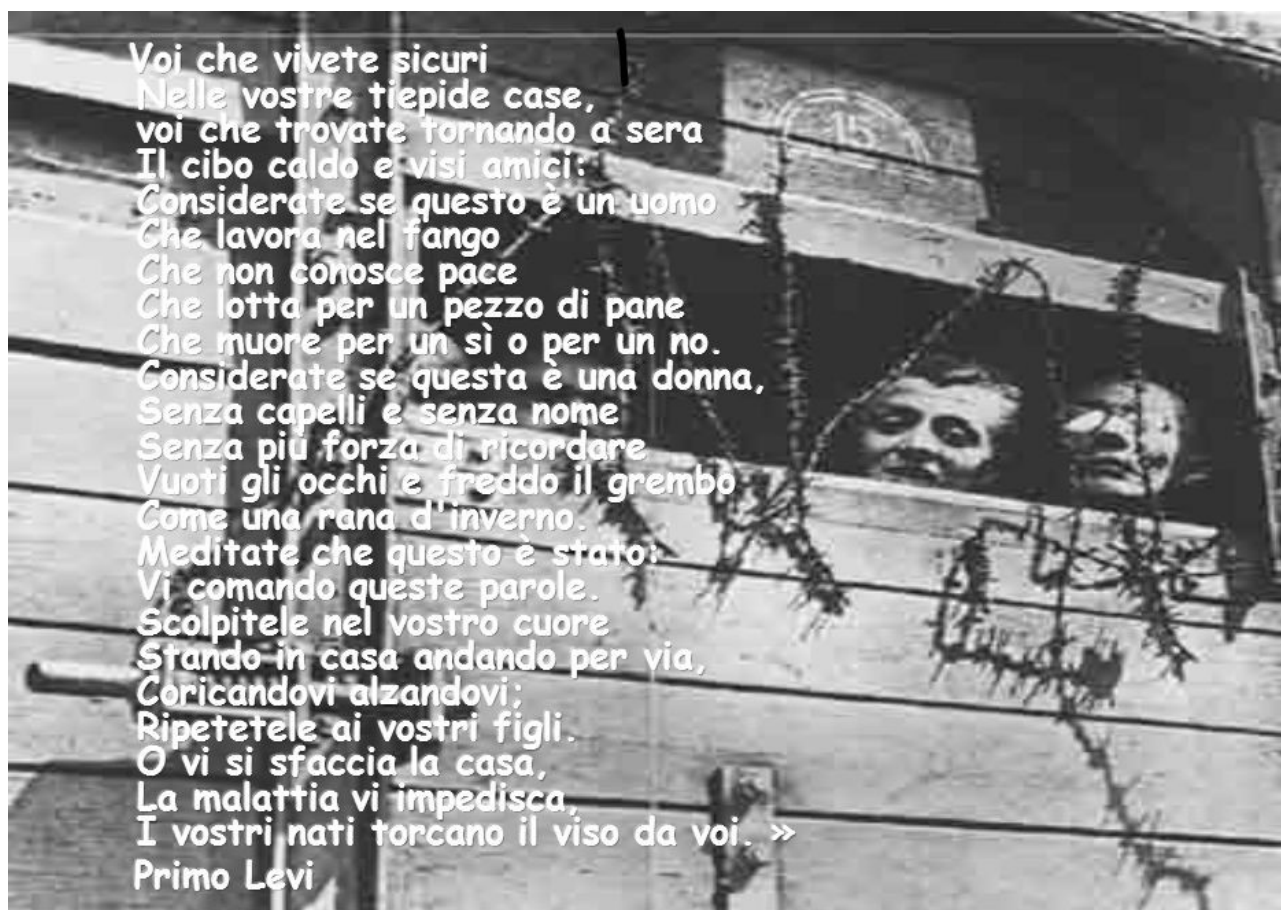 Voi che vivete sicuri
Nelle vostre tiepide case,
voi che trovate tornando a sera
Il cibo caldo e visi amici:
Considerate se questo è un uomo
Che lavora nel fango
Che non conosce pace
Che lotta per un pezzo di pane
Che muore per un sì o per un no.
Considerate se questa è una donna,
Senza capelli e senza nome
Senza più forza di ricordare
Vuoti gli occhi e freddo il grembo
Come una rana d'inverno.
Meditate che questo è stato:
Vi comando queste parole.
Scolpitele nel vostro cuore
Stando in casa andando per via,
Coricandovi alzandovi;
Ripetetele ai vostri figli.
O vi si sfaccia la casa,
La malattia vi impedisca,
I vostri nati torcano il viso da voi. »
Primo Levi
15